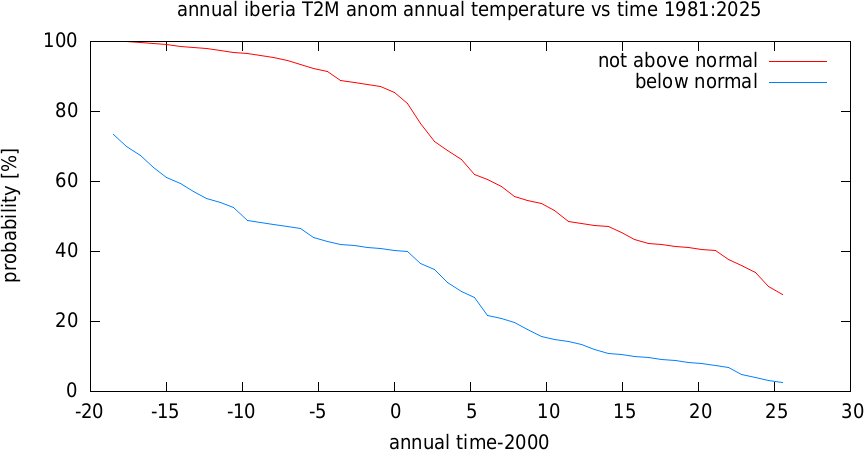 annual iberia T2M anom annual temperature vs time 1981:2025
not above normal
below normal
probability [%]
100
80
60
40
20
0
-20 -15 -10 -5 0 5 10 15 20 25 30
annual time-2000